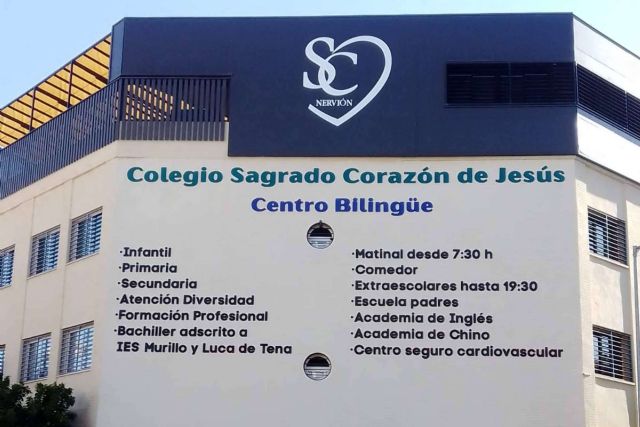 SC
NERVIÓN
Colegio Sagrado Corazón de Jesús
Centro Bilingüe
·Infantil
·Primaria
·Secundaria
·Atención Diversidad
·Formación Profesional
·Bachiller adscrito a
IES Murillo y Luca de Tena
·Matinal desde 7:30 h
·Comedor
·Extraescolares hasta 19:30
·Escuela padres
·Academia de Inglés
·Academia de Chino
·Centro seguro cardiovascular